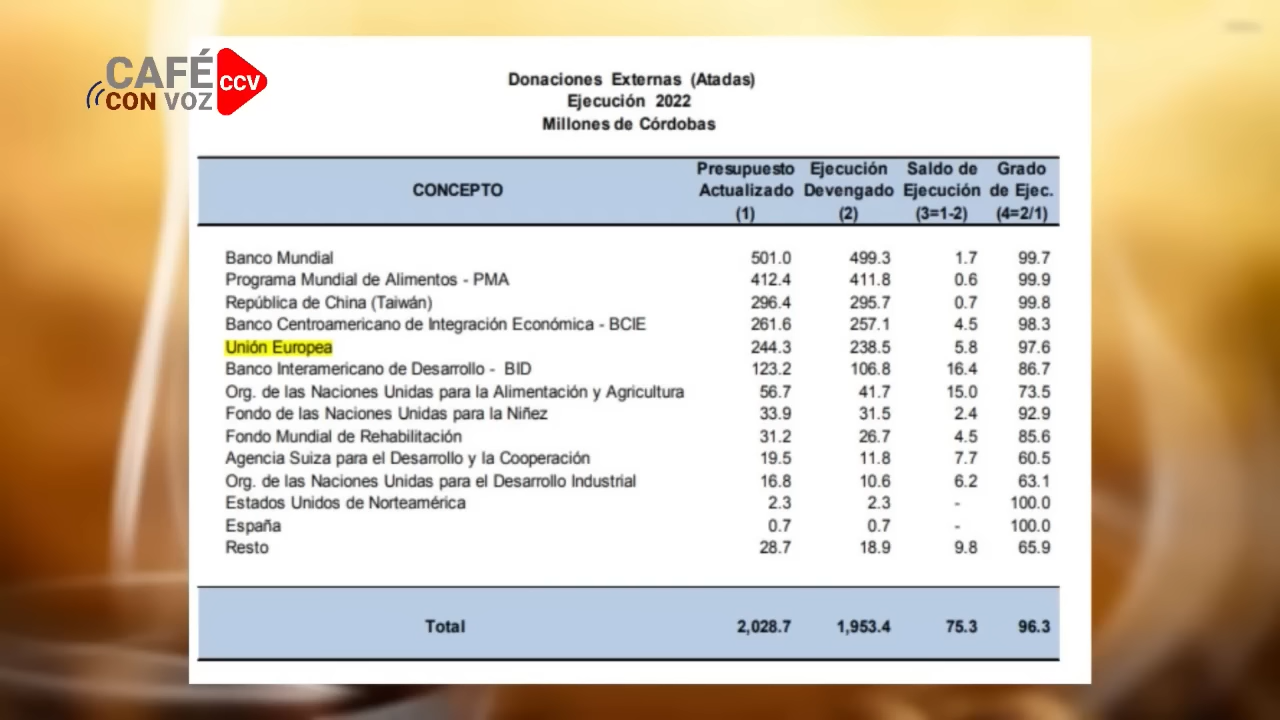 CAFÉ
CON VOZ
CCV
Donaciones Externas (Atadas)
Ejecución 2022
Millones de Córdobas
CONCEPTO
Presupuesto Actualizado (1)
Ejecución Devengado (2)
Saldo de Ejecución (3=1-2)
Grado de Ejec. (4=2/1)
Banco Mundial 501.0 499.3 1.7 99.7
Programa Mundial de Alimentos - PMA 412.4 411.8 0.6 99.9
República de China (Taiwán) 296.4 295.7 0.7 99.8
Banco Centroamericano de Integración Económica - BCIE 261.6 257.1 4.5 98.3
Unión Europea 244.3 238.5 5.8 97.6
Banco Interamericano de Desarrollo - BID 123.2 106.8 16.4 86.7
Org. de las Naciones Unidas para la Alimentación y Agricultura 56.7 41.7 15.0 73.5
Fondo de las Naciones Unidas para la Niñez 33.9 31.5 2.4 92.9
Fondo Mundial de Rehabilitación 31.2 26.7 4.5 85.6
Agencia Suiza para el Desarrollo y la Cooperación 19.5 11.8 7.7 60.5
Org. de las Naciones Unidas para el Desarrollo Industrial 16.8 10.6 6.2 63.1
Estados Unidos de Norteamérica 2.3 2.3 - 100.0
España 0.7 0.7 - 100.0
Resto 28.7 18.9 9.8 65.9
Total 2,028.7 1,953.4 75.3 96.3